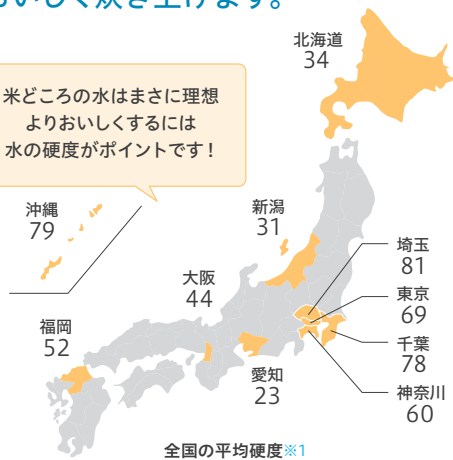 おいしく炊き上げます。
北海道
34
米どころの水はまさに理想
よりおいしくするには
水の硬度がポイントです！
沖縄
79
新潟
31
埼玉
81
大阪
44
東京
69
福岡
52
千葉
78
愛知
23
神奈川
60
全国の平均硬度※1